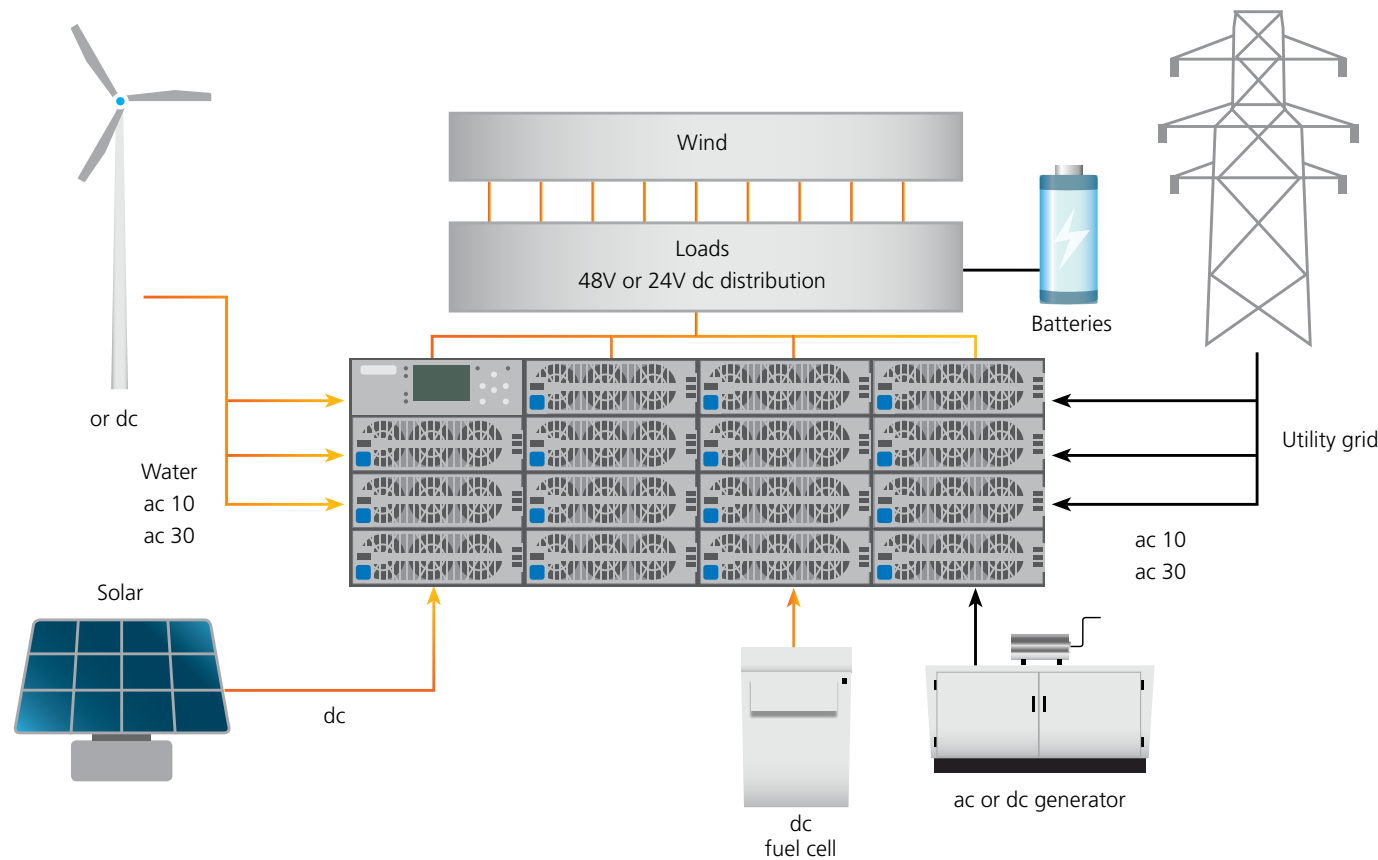 Wind
Loads
48V or 24V dc distribution
Batteries
or dc
Water
ac 10
ac 30
Utility grid
ac 10
ac 30
Solar
dc
ac or dc generator
dc
fuel cell